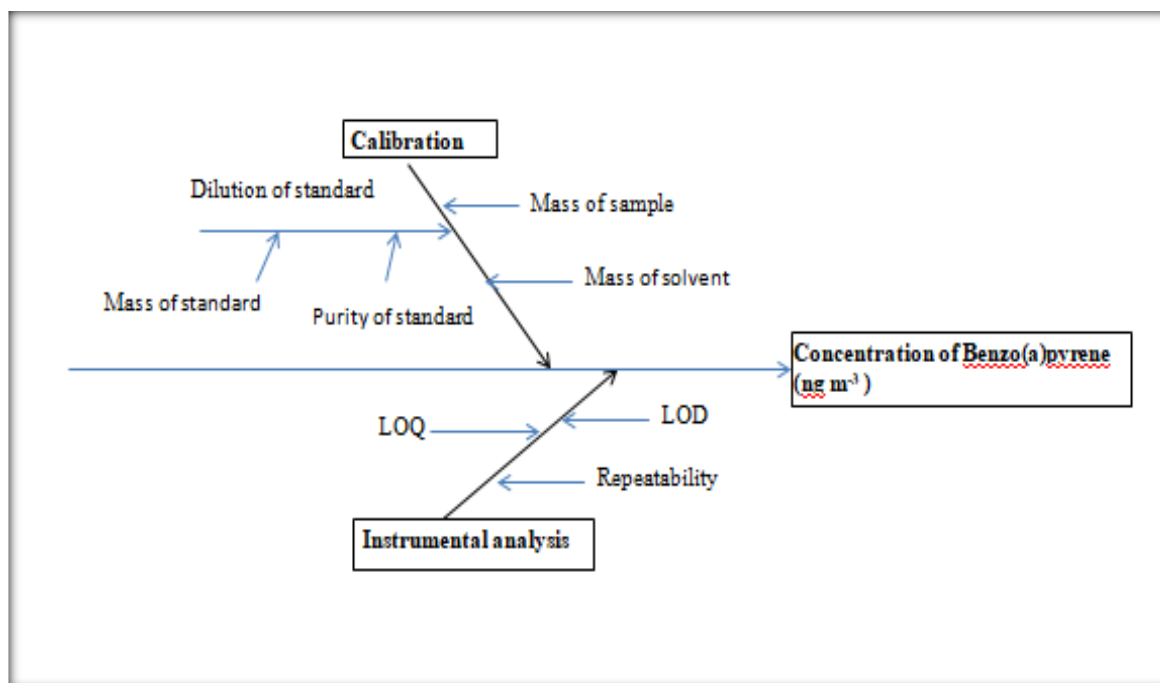 Calibration
Dilution of standard
Mass of sample
Mass of solvent
Mass of standard
Purity of standard
Concentration of Benzo(a)pyrene
(ng m⁻³ )
LOQ
LOD
Repeatability
Instrumental analysis